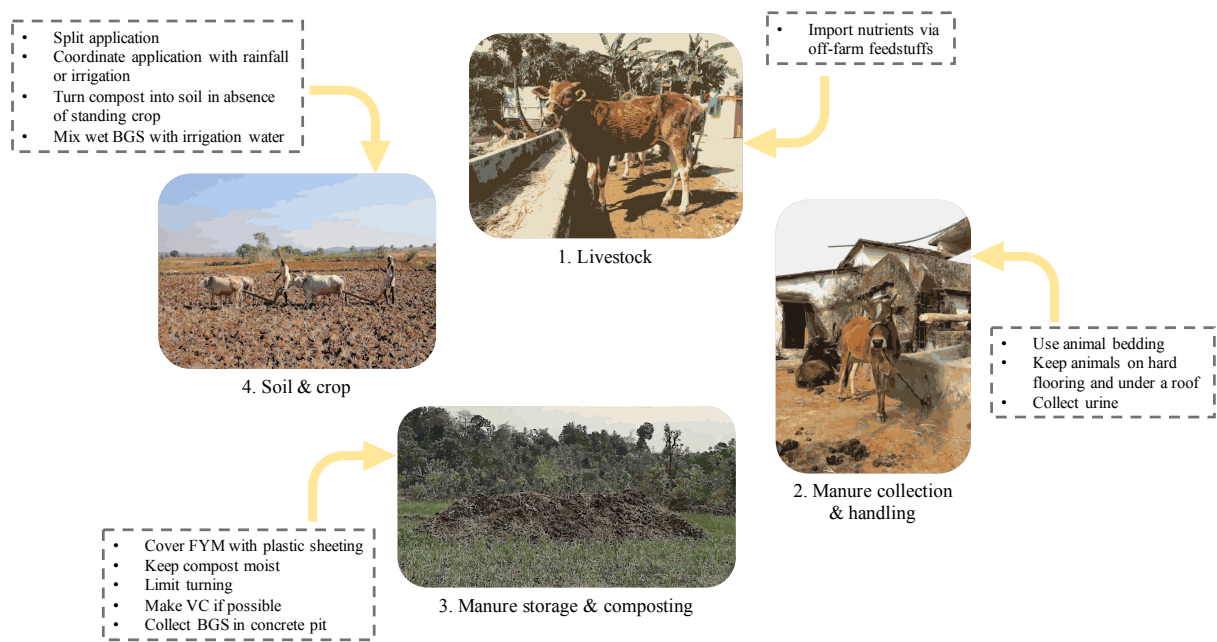 • Split application
• Coordinate application with rainfall
or irrigation
• Turn compost into soil in absence
of standing crop
• Mix wet BGS with irrigation water
• Import nutrients via
off-farm feedstuffs
1. Livestock
4. Soil & crop
• Use animal bedding
• Keep animals on hard
flooring and under a roof
• Collect urine
2. Manure collection
& handling
• Cover FYM with plastic sheeting
• Keep compost moist
• Limit turning
• Make VC if possible
• Collect BGS in concrete pit
3. Manure storage & composting